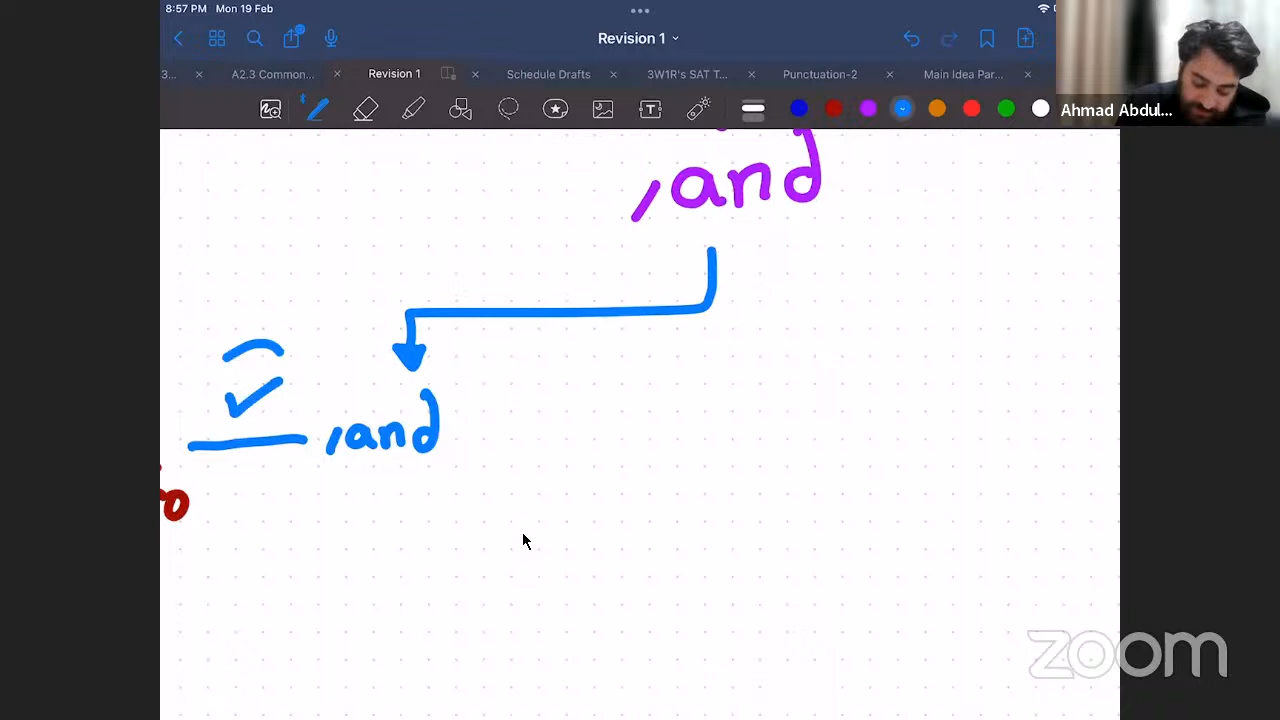 8:57 PM Mon 19 Feb
Revision 1
3... A2.3 Common... Revision 1 Schedule Drafts 3W1R's SAT T... Punctuation-2 Main Idea Par...
Ahmad Abdul...
,and
,and
zoom